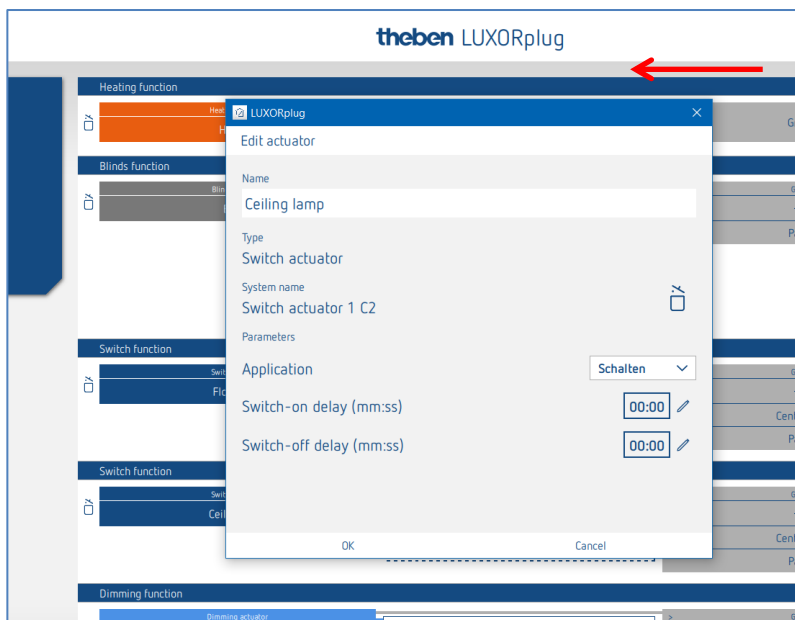 theben LUXORplug
Heating function
LUXORplug
Edit actuator
Blinds function
Name
Ceiling lamp
Type
Switch actuator
System name
Switch actuator 1 C2
Parameters
Switch function
Application
Schalten
Switch-on delay (mm:ss)
00:00
Switch-off delay (mm:ss)
00:00
Switch function
OK
Cancel
Dimming function
Dimming actuator